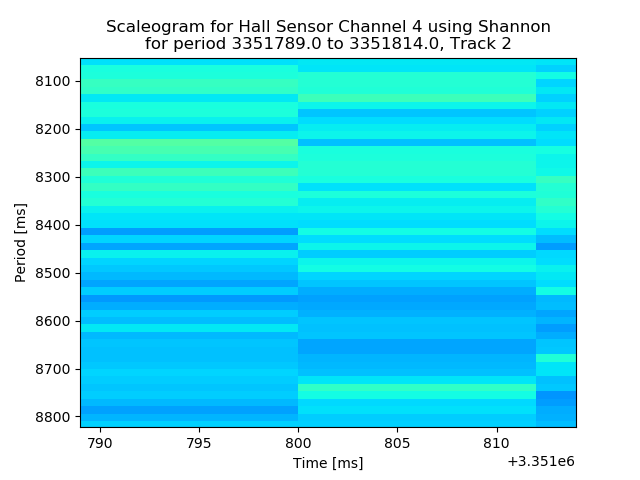 Scaleogram for Hall Sensor Channel 4 using Shannon
for period 3351789.0 to 3351814.0, Track 2
8100
8200
8300
8400
8500
8600
8700
8800
Period [ms]
790
795
800
805
810
Time [ms]
+3.351e6